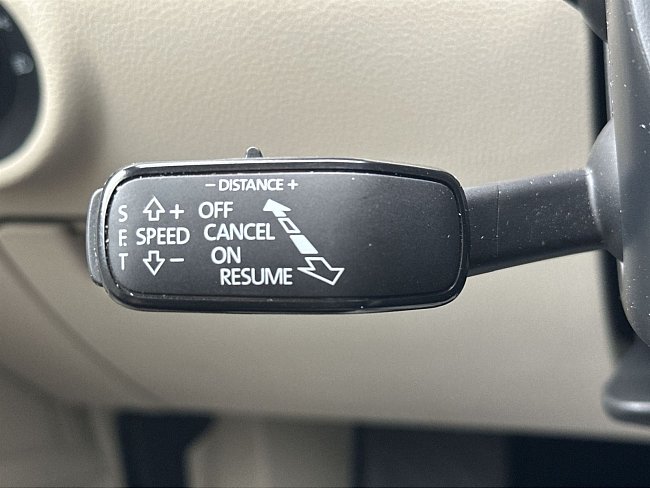 − DISTANCE +
S + OFF
E SPEED CANCEL
T − ON
RESUME